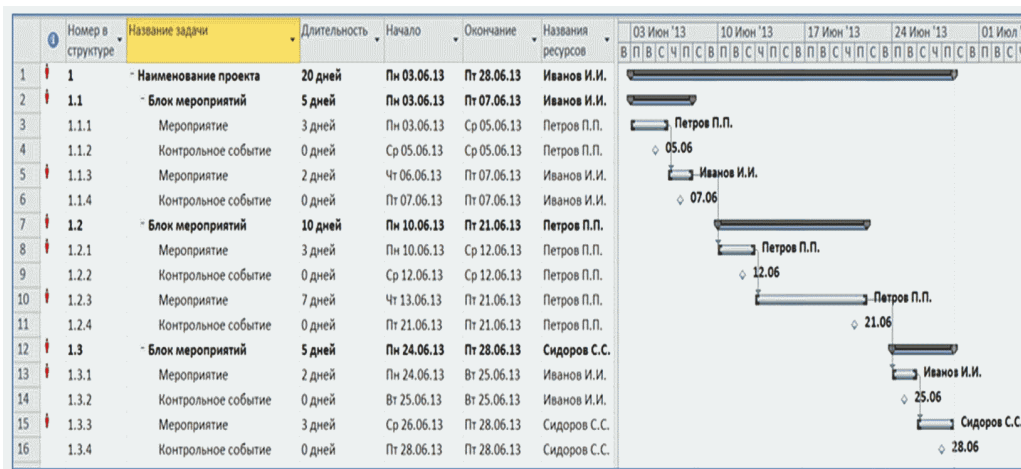 Номер в структуре Название задачи Длительность Начало Окончание Названия ресурсов 03 Июн '13 10 Июн '13 17 Июн '13 24 Июн '13 01 Июл
В П В С Ч П С В П В С Ч П С В П В С Ч П С В П В С Ч П С В П В С Ч
1 1 - Наименование проекта 20 дней Пн 03.06.13 Пт 28.06.13 Иванов И.И.
2 1.1 - Блок мероприятий 5 дней Пн 03.06.13 Пт 07.06.13 Иванов И.И.
3 1.1.1 Мероприятие 3 дней Пн 03.06.13 Ср 05.06.13 Петров П.П. Петров П.П.
4 1.1.2 Контрольное событие 0 дней Ср 05.06.13 Ср 05.06.13 Петров П.П. 05.06
5 1.1.3 Мероприятие 2 дней Чт 06.06.13 Пт 07.06.13 Иванов И.И. Иванов И.И.
6 1.1.4 Контрольное событие 0 дней Пт 07.06.13 Пт 07.06.13 Иванов И.И. 07.06
7 1.2 - Блок мероприятий 10 дней Пн 10.06.13 Пт 21.06.13 Петров П.П.
8 1.2.1 Мероприятие 3 дней Пн 10.06.13 Ср 12.06.13 Петров П.П. Петров П.П.
9 1.2.2 Контрольное событие 0 дней Ср 12.06.13 Ср 12.06.13 Петров П.П. 12.06
10 1.2.3 Мероприятие 7 дней Чт 13.06.13 Пт 21.06.13 Петров П.П. Петров П.П.
11 1.2.4 Контрольное событие 0 дней Пт 21.06.13 Пт 21.06.13 Петров П.П. 21.06
12 1.3 - Блок мероприятий 5 дней Пн 24.06.13 Пт 28.06.13 Сидоров С.С.
13 1.3.1 Мероприятие 2 дней Пн 24.06.13 Вт 25.06.13 Иванов И.И. Иванов И.И.
14 1.3.2 Контрольное событие 0 дней Вт 25.06.13 Вт 25.06.13 Иванов И.И. 25.06
15 1.3.3 Мероприятие 3 дней Ср 26.06.13 Пт 28.06.13 Сидоров С.С. Сидоров С.С.
16 1.3.4 Контрольное событие 0 дней Пт 28.06.13 Пт 28.06.13 Сидоров С.С. 28.06